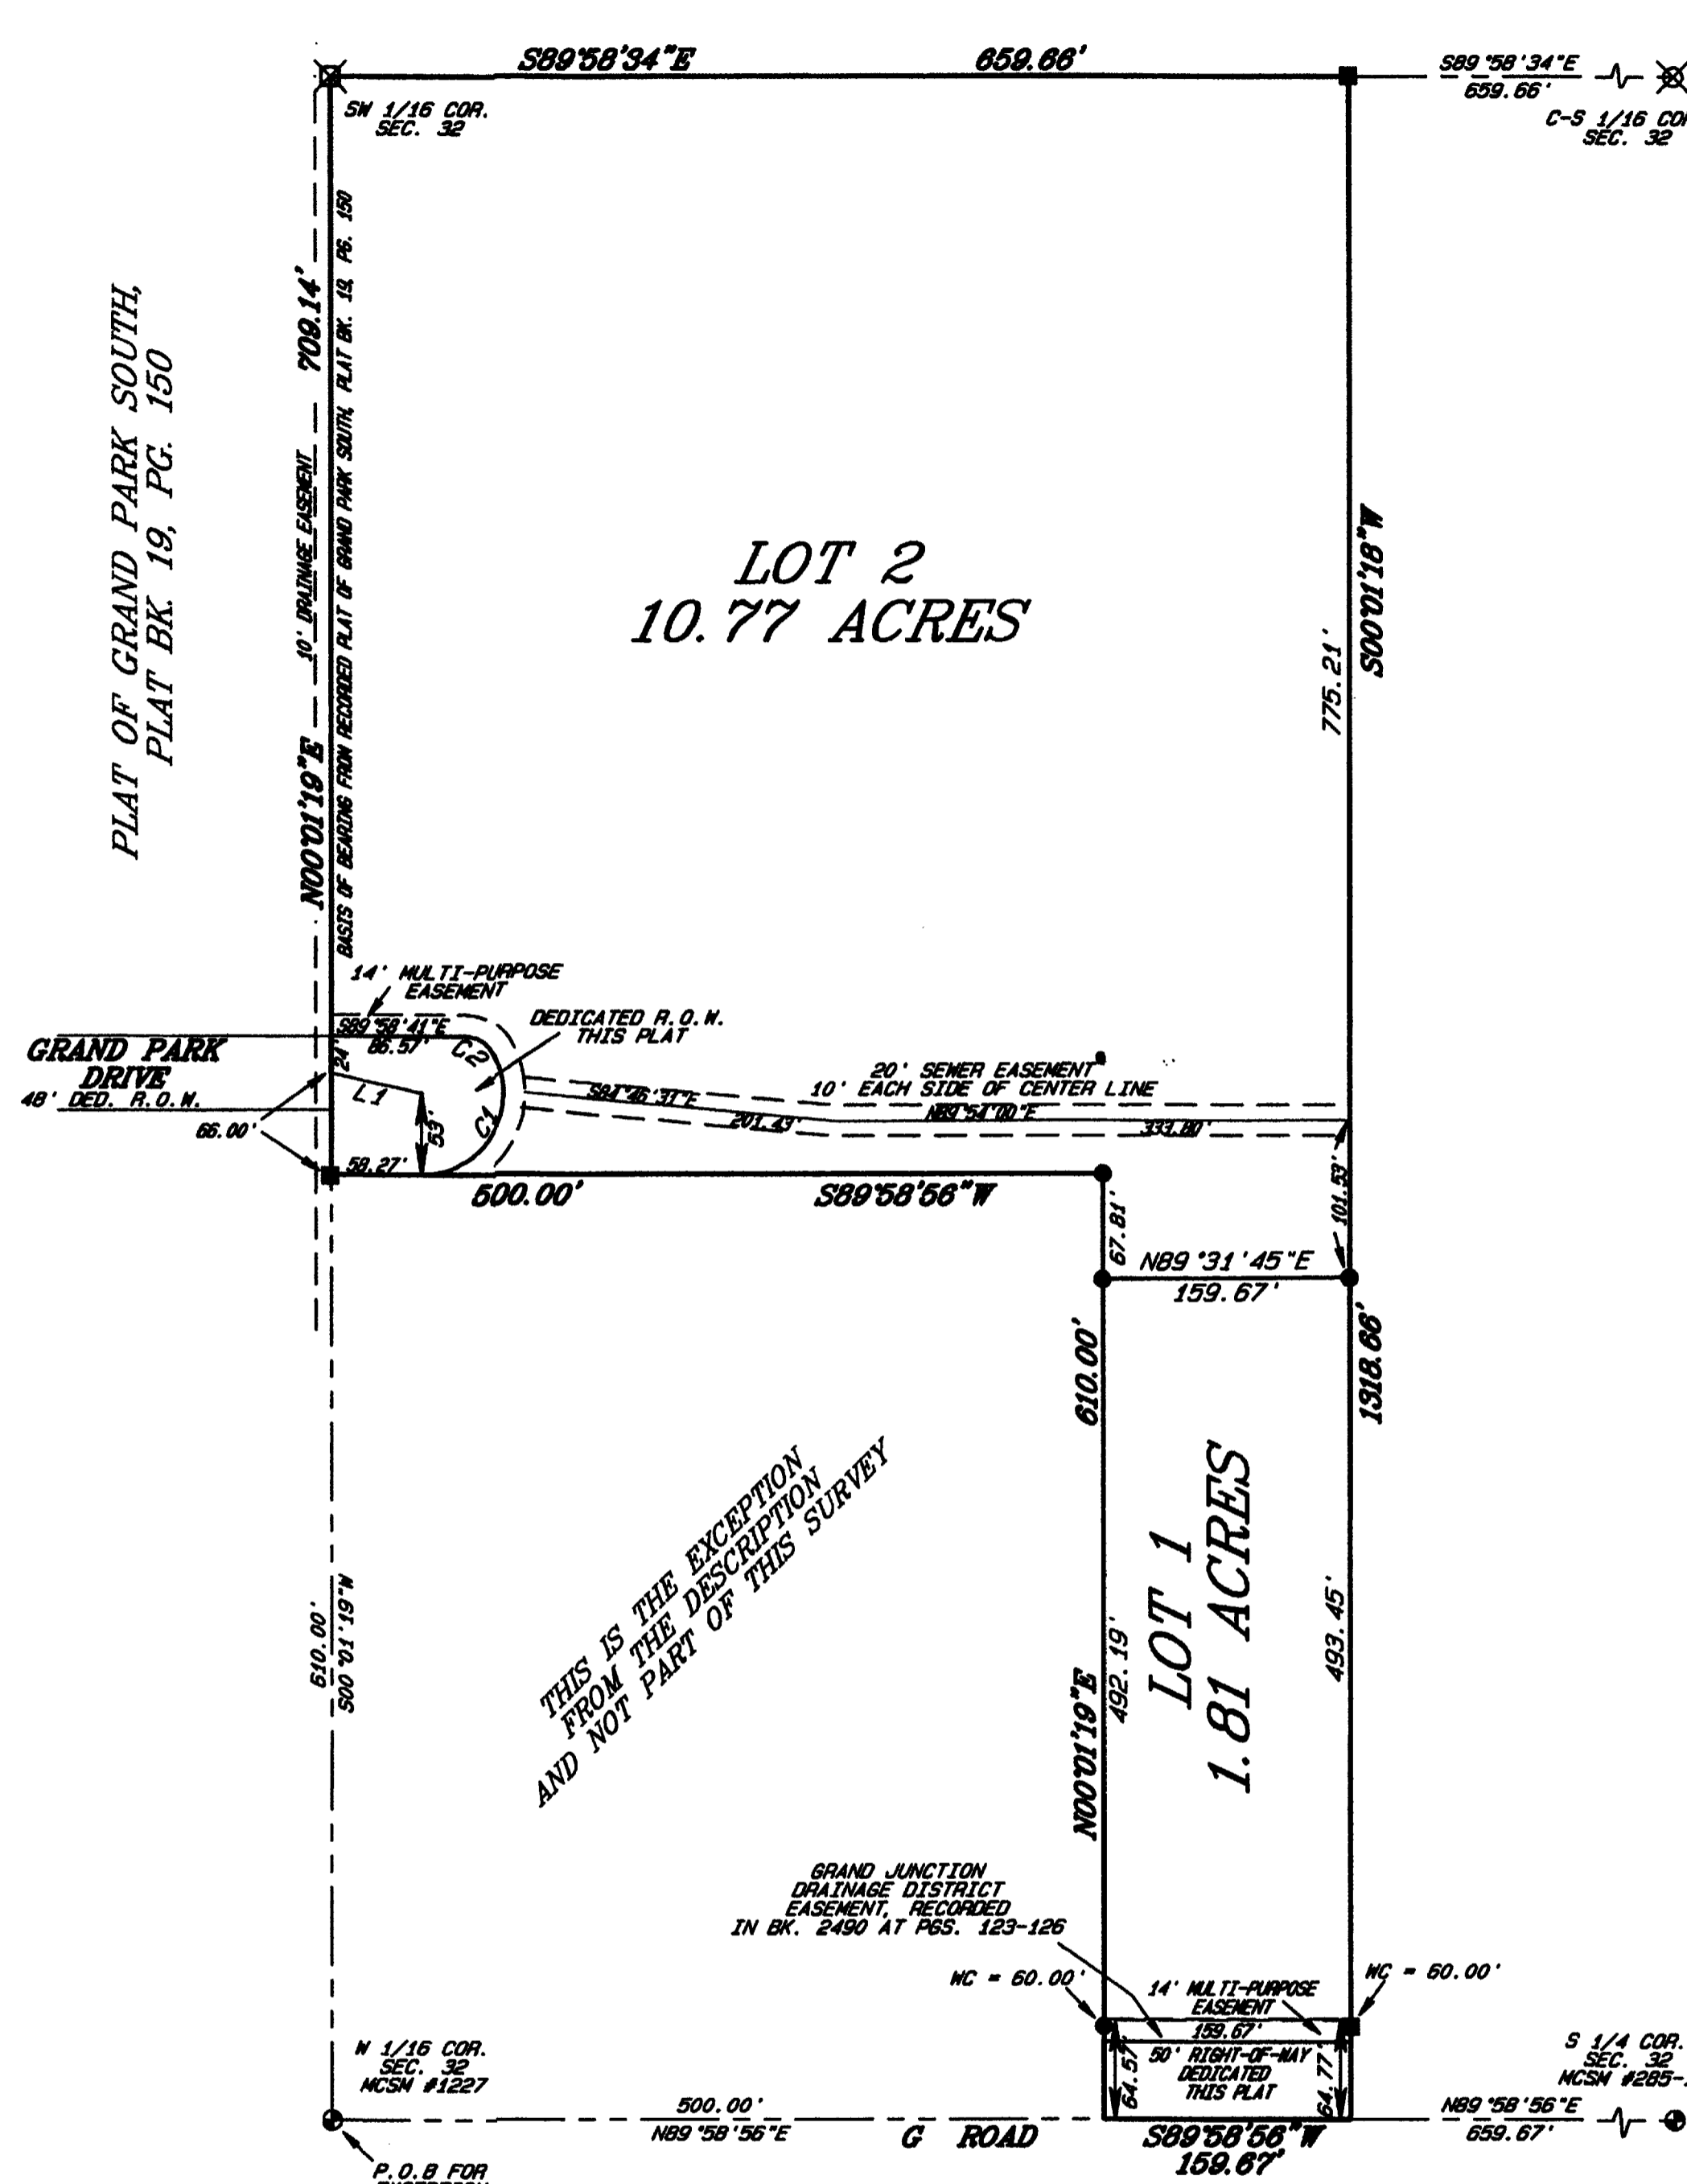 S89°58'34"E
659.66'
S89°58'34"E
659.66'
SW 1/16 COR.
SEC. 32
C-S 1/16 COR
SEC. 32
PLAT OF GRAND PARK SOUTH,
PLAT BK. 19, PG. 150
N00°01'19"E
709.14'
10' DRAINAGE EASEMENT
BASIS OF BEARING FROM RECORDED PLAT OF GRAND PARK SOUTH, PLAT BK. 19, PG. 150
LOT 2
10.77 ACRES
775.21'
S00°01'18"W
14' MULTI-PURPOSE
EASEMENT
S89°58'41"E
86.57'
DEDICATED R.O.W.
THIS PLAT
GRAND PARK
DRIVE
48' DED. R.O.W.
66.00'
24'
L1
C2
C1
53'
58.27'
20' SEWER EASEMENT
10' EACH SIDE OF CENTER LINE
S84°46'31"E
201.43'
N89°54'00"E
333.80'
500.00'
S89°58'56"W
67.81'
101.53'
N89°31'45"E
159.67'
610.00'
1318.66'
THIS IS THE EXCEPTION
FROM THE DESCRIPTION
AND NOT PART OF THIS SURVEY
610.00'
S00°01'19"W
N00°01'19"E
492.19'
LOT 1
1.81 ACRES
493.45'
GRAND JUNCTION
DRAINAGE DISTRICT
EASEMENT, RECORDED
IN BK. 2490 AT PGS. 123-126
WC = 60.00'
14' MULTI-PURPOSE
EASEMENT
WC = 60.00'
159.67'
50' RIGHT-OF-WAY
DEDICATED
THIS PLAT
64.57'
64.77'
W 1/16 COR.
SEC. 32
MCSM #1227
S 1/4 COR.
SEC. 32
MCSM #285-
500.00'
N89°58'56"E
G ROAD
S89°58'56"W
159.67'
N89°58'56"E
659.67'
P.O.B FOR